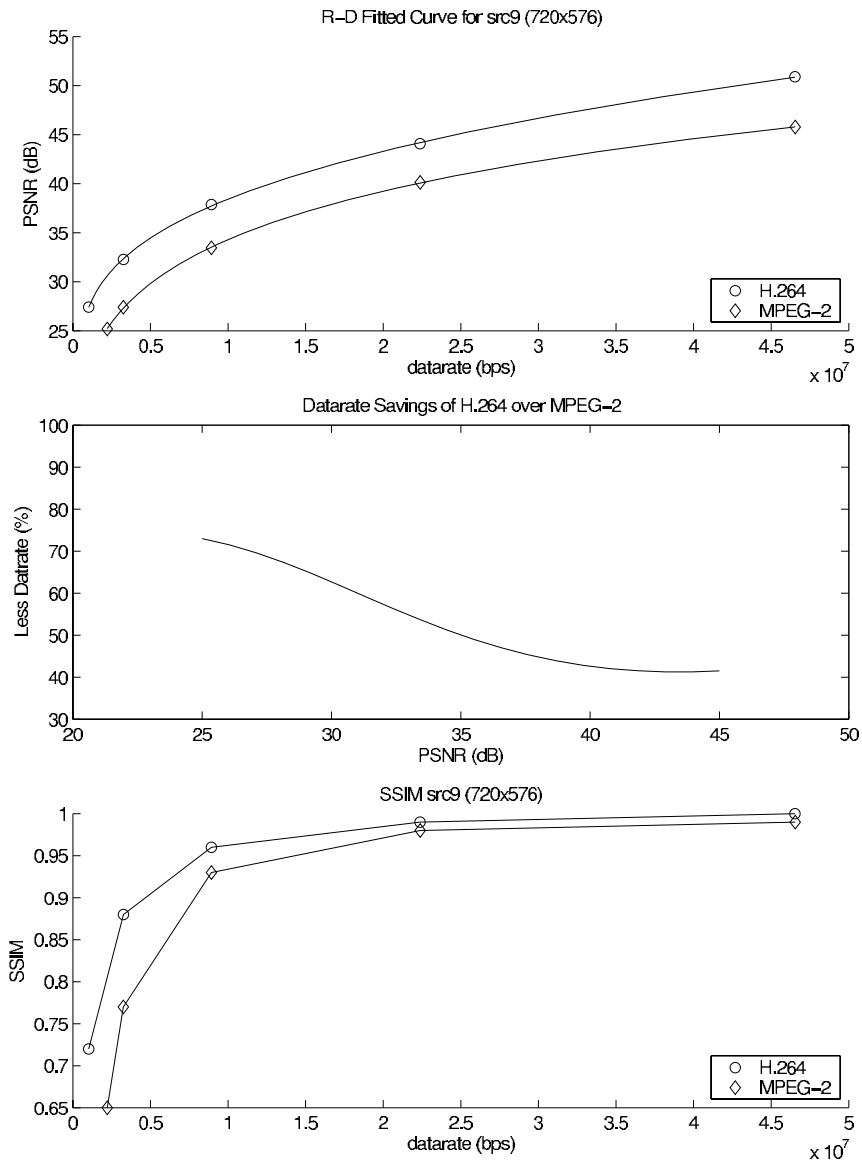 R–D Fitted Curve for src9 (720x576)
55
50
45
40
35
30
25
PSNR (dB)
H.264
MPEG–2
0 0.5 1 1.5 2 2.5 3 3.5 4 4.5 5
datarate (bps)
x 10^7
Datarate Savings of H.264 over MPEG–2
100
90
80
70
60
50
40
30
Less Datrate (%)
20 25 30 35 40 45 50
PSNR (dB)
SSIM src9 (720x576)
1
0.95
0.9
0.85
0.8
0.75
0.7
0.65
SSIM
H.264
MPEG–2
0 0.5 1 1.5 2 2.5 3 3.5 4 4.5 5
datarate (bps)
x 10^7